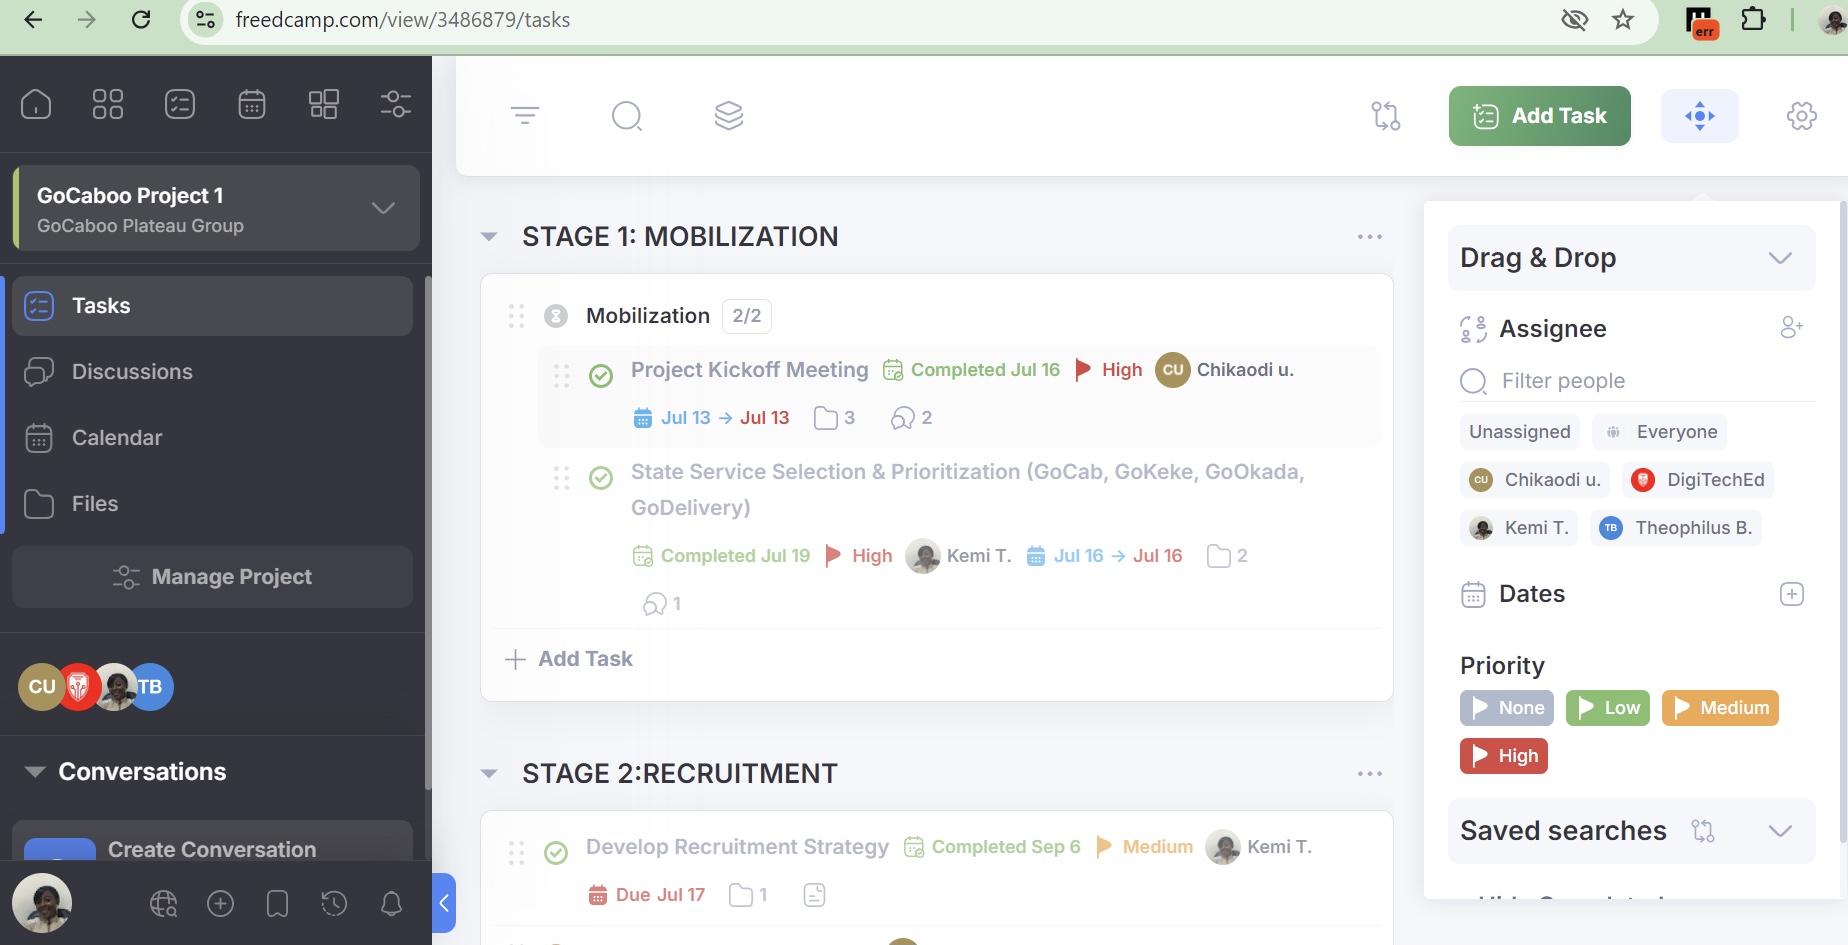 freedcamp.com/view/3486879/tasks
err
GoCaboo Project 1
GoCaboo Plateau Group
Tasks
Discussions
Calendar
Files
Manage Project
CU
TB
Conversations
Create Conversation
Add Task
STAGE 1: MOBILIZATION
Mobilization 2/2
Project Kickoff Meeting Completed Jul 16 High CU Chikaodi u.
Jul 13 → Jul 13 3 2
State Service Selection & Prioritization (GoCab, GoKeke, GoOkada,
GoDelivery)
Completed Jul 19 High Kemi T. Jul 16 → Jul 16 2
1
Add Task
STAGE 2:RECRUITMENT
Develop Recruitment Strategy Completed Sep 6 Medium Kemi T.
Due Jul 17 1
Drag & Drop
Assignee
Filter people
Unassigned Everyone
CU Chikaodi u. DigiTechEd
Kemi T. TB Theophilus B.
Dates
Priority
None Low Medium
High
Saved searches